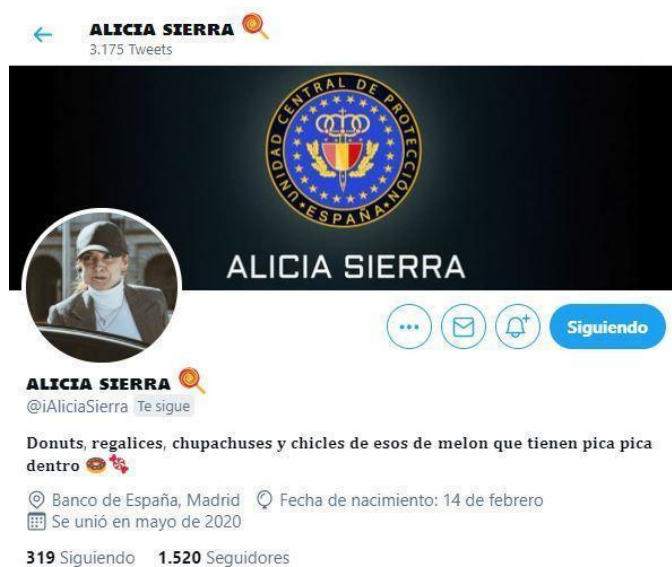 ALICIA SIERRA 🍭
3.175 Tweets
UNIDAD CENTRAL DE PROTECCIÓN
ESPAÑA
ALICIA SIERRA
Siguiendo
ALICIA SIERRA 🍭
@iAliciaSierra Te sigue
Donuts, regalices, chupachuses y chicles de esos de melon que tienen pica pica
dentro 🍩🍬
Banco de España, Madrid Fecha de nacimiento: 14 de febrero
Se unió en mayo de 2020
319 Siguiendo 1.520 Seguidores